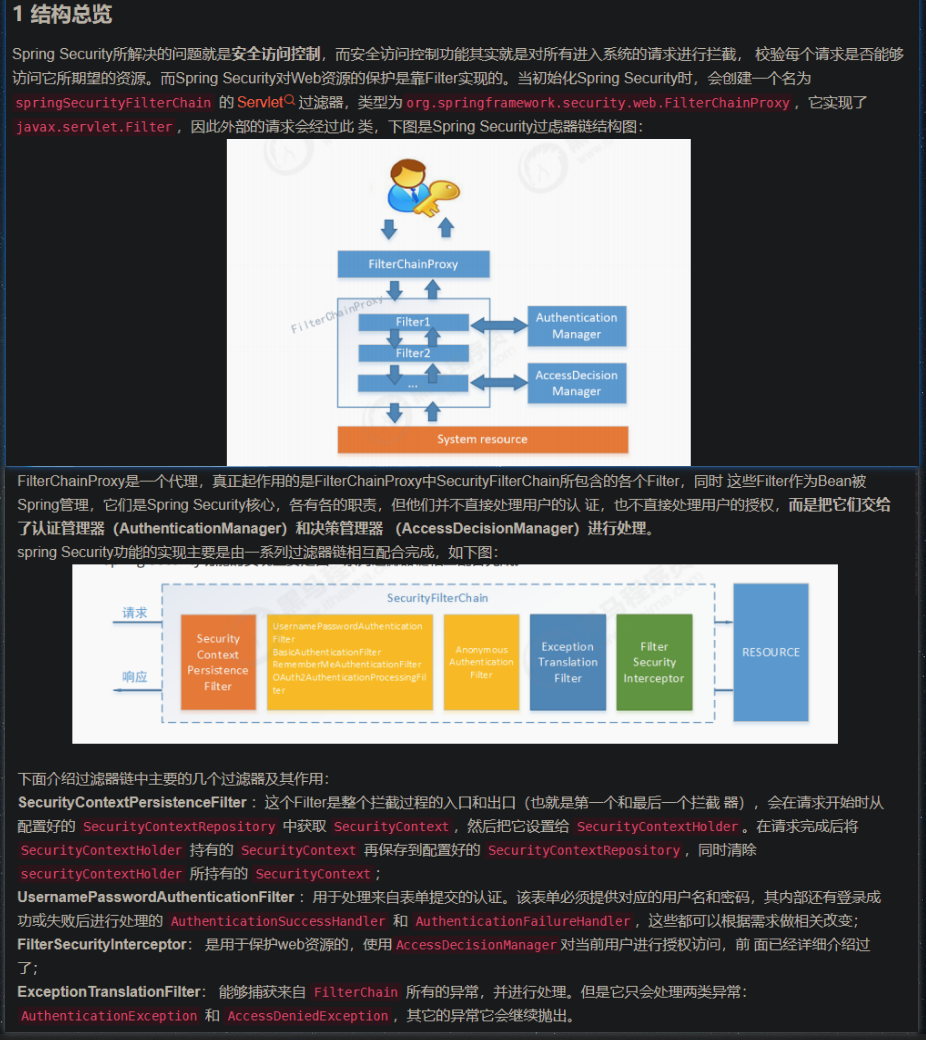 1 结构总览
Spring Security所解决的问题就是安全访问控制，而安全访问控制功能其实就是对所有进入系统的请求进行拦截， 校验每个请求是否能够
访问它所期望的资源。而Spring Security对Web资源的保护是靠Filter实现的。当初始化Spring Security时，会创建一个名为
springSecurityFilterChain 的 Servlet 过滤器，类型为 org.springframework.security.web.FilterChainProxy ，它实现了
javax.servlet.Filter ，因此外部的请求会经过此 类，下图是Spring Security过虑器链结构图：
FilterChainProxy
FilterChainProxy
Filter1
Authentication
Manager
Filter2
AccessDecision
Manager
...
System resource
FilterChainProxy是一个代理，真正起作用的是FilterChainProxy中SecurityFilterChain所包含的各个Filter，同时 这些Filter作为Bean被
Spring管理，它们是Spring Security核心，各有各的职责，但他们并不直接处理用户的认 证，也不直接处理用户的授权，而是把它们交给
了认证管理器（AuthenticationManager）和决策管理器 （AccessDecisionManager）进行处理。
spring Security功能的实现主要是由一系列过滤器链相互配合完成，如下图：
SecurityFilterChain
请求
响应
Security
Context
Persistence
Filter
UsernamePasswordAuthentication
Filter
BasicAuthenticationFilter
RememberMeAuthenticationFilter
OAuth2AuthenticationProcessingFil
ter
Anonymous
Authentication
Filter
Exception
Translation
Filter
Filter
Security
Interceptor
RESOURCE
下面介绍过滤器链中主要的几个过滤器及其作用：
SecurityContextPersistenceFilter ：这个Filter是整个拦截过程的入口和出口（也就是第一个和最后一个拦截 器），会在请求开始时从
配置好的 SecurityContextRepository 中获取 SecurityContext ，然后把它设置给 SecurityContextHolder 。在请求完成后将
SecurityContextHolder 持有的 SecurityContext 再保存到配置好的 SecurityContextRepository ，同时清除
securityContextHolder 所持有的 SecurityContext ；
UsernamePasswordAuthenticationFilter ：用于处理来自表单提交的认证。该表单必须提供对应的用户名和密码，其内部还有登录成
功或失败后进行处理的 AuthenticationSuccessHandler 和 AuthenticationFailureHandler ，这些都可以根据需求做相关改变；
FilterSecurityInterceptor： 是用于保护web资源的，使用 AccessDecisionManager 对当前用户进行授权访问，前 面已经详细介绍过
了；
ExceptionTranslationFilter： 能够捕获来自 FilterChain 所有的异常，并进行处理。但是它只会处理两类异常：
AuthenticationException 和 AccessDeniedException ，其它的异常它会继续抛出。